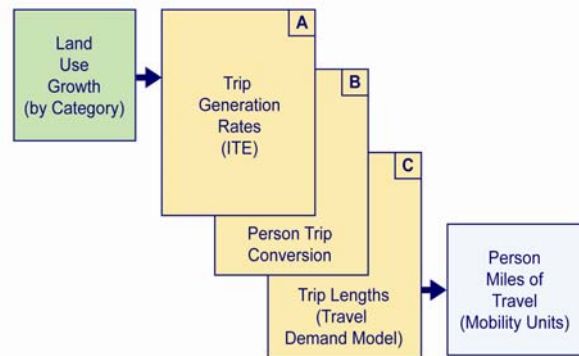 Land
Use
Growth
(by Category)
A
Trip
Generation
Rates
(ITE)
B
Person Trip
Conversion
C
Trip Lengths
(Travel
Demand Model)
Person
Miles of
Travel
(Mobility Units)